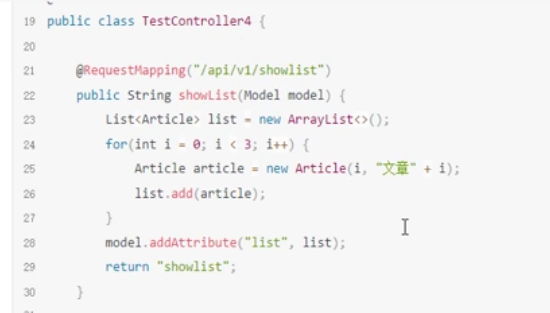 19 public class TestController4 {
20
21 @RequestMapping("/api/v1/showlist")
22 public String showList(Model model) {
23 List<Article> list = new ArrayList<>();
24 for(int i = 0; i < 3; i++) {
25 Article article = new Article(i, "文章" + i);
26 list.add(article);
27 }
28 model.addAttribute("list", list);
29 return "showlist";
30 }